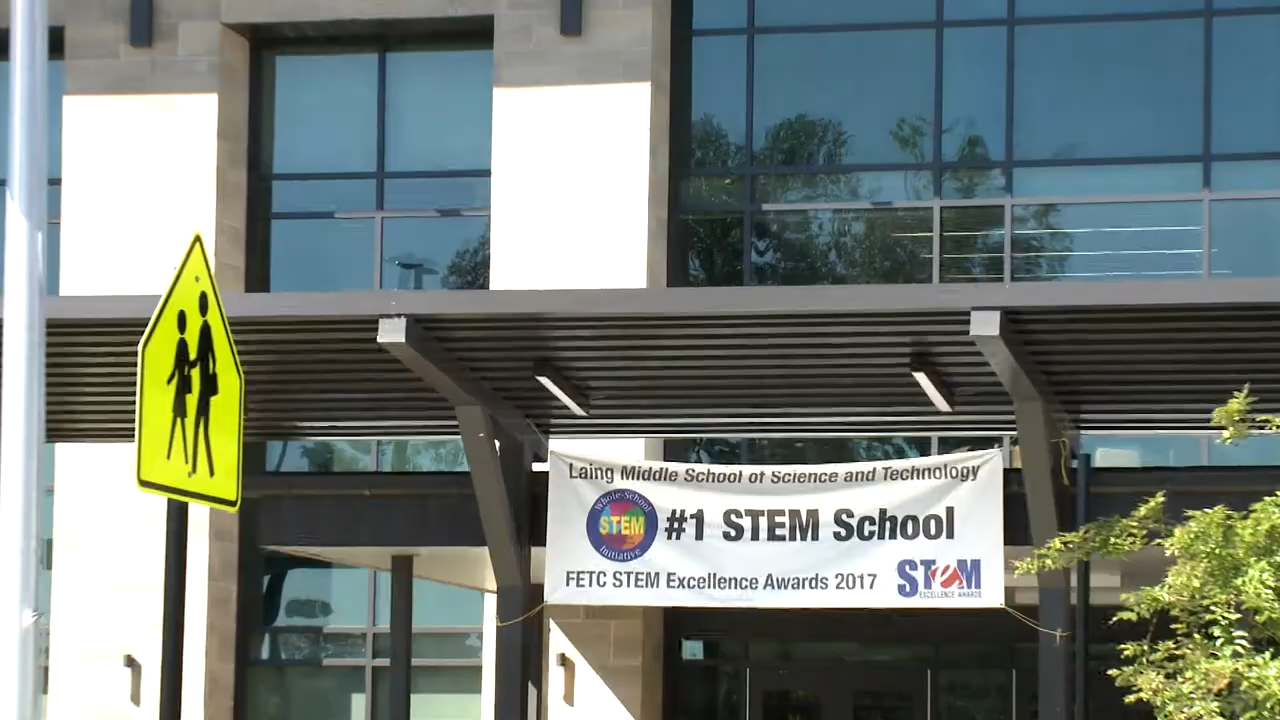 Laing Middle School of Science and Technology
Whole-School
STEM
Initiative
#1 STEM School
FETC STEM Excellence Awards 2017
STEM
EXCELLENCE AWARDS